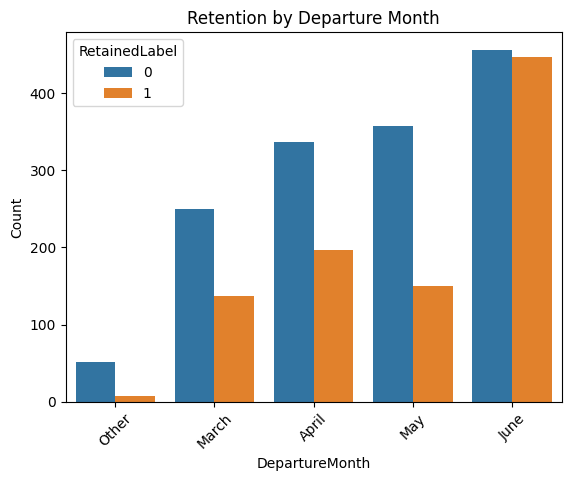 Retention by Departure Month
RetainedLabel
0
1
Count
400
300
200
100
0
Other
March
April
May
June
DepartureMonth